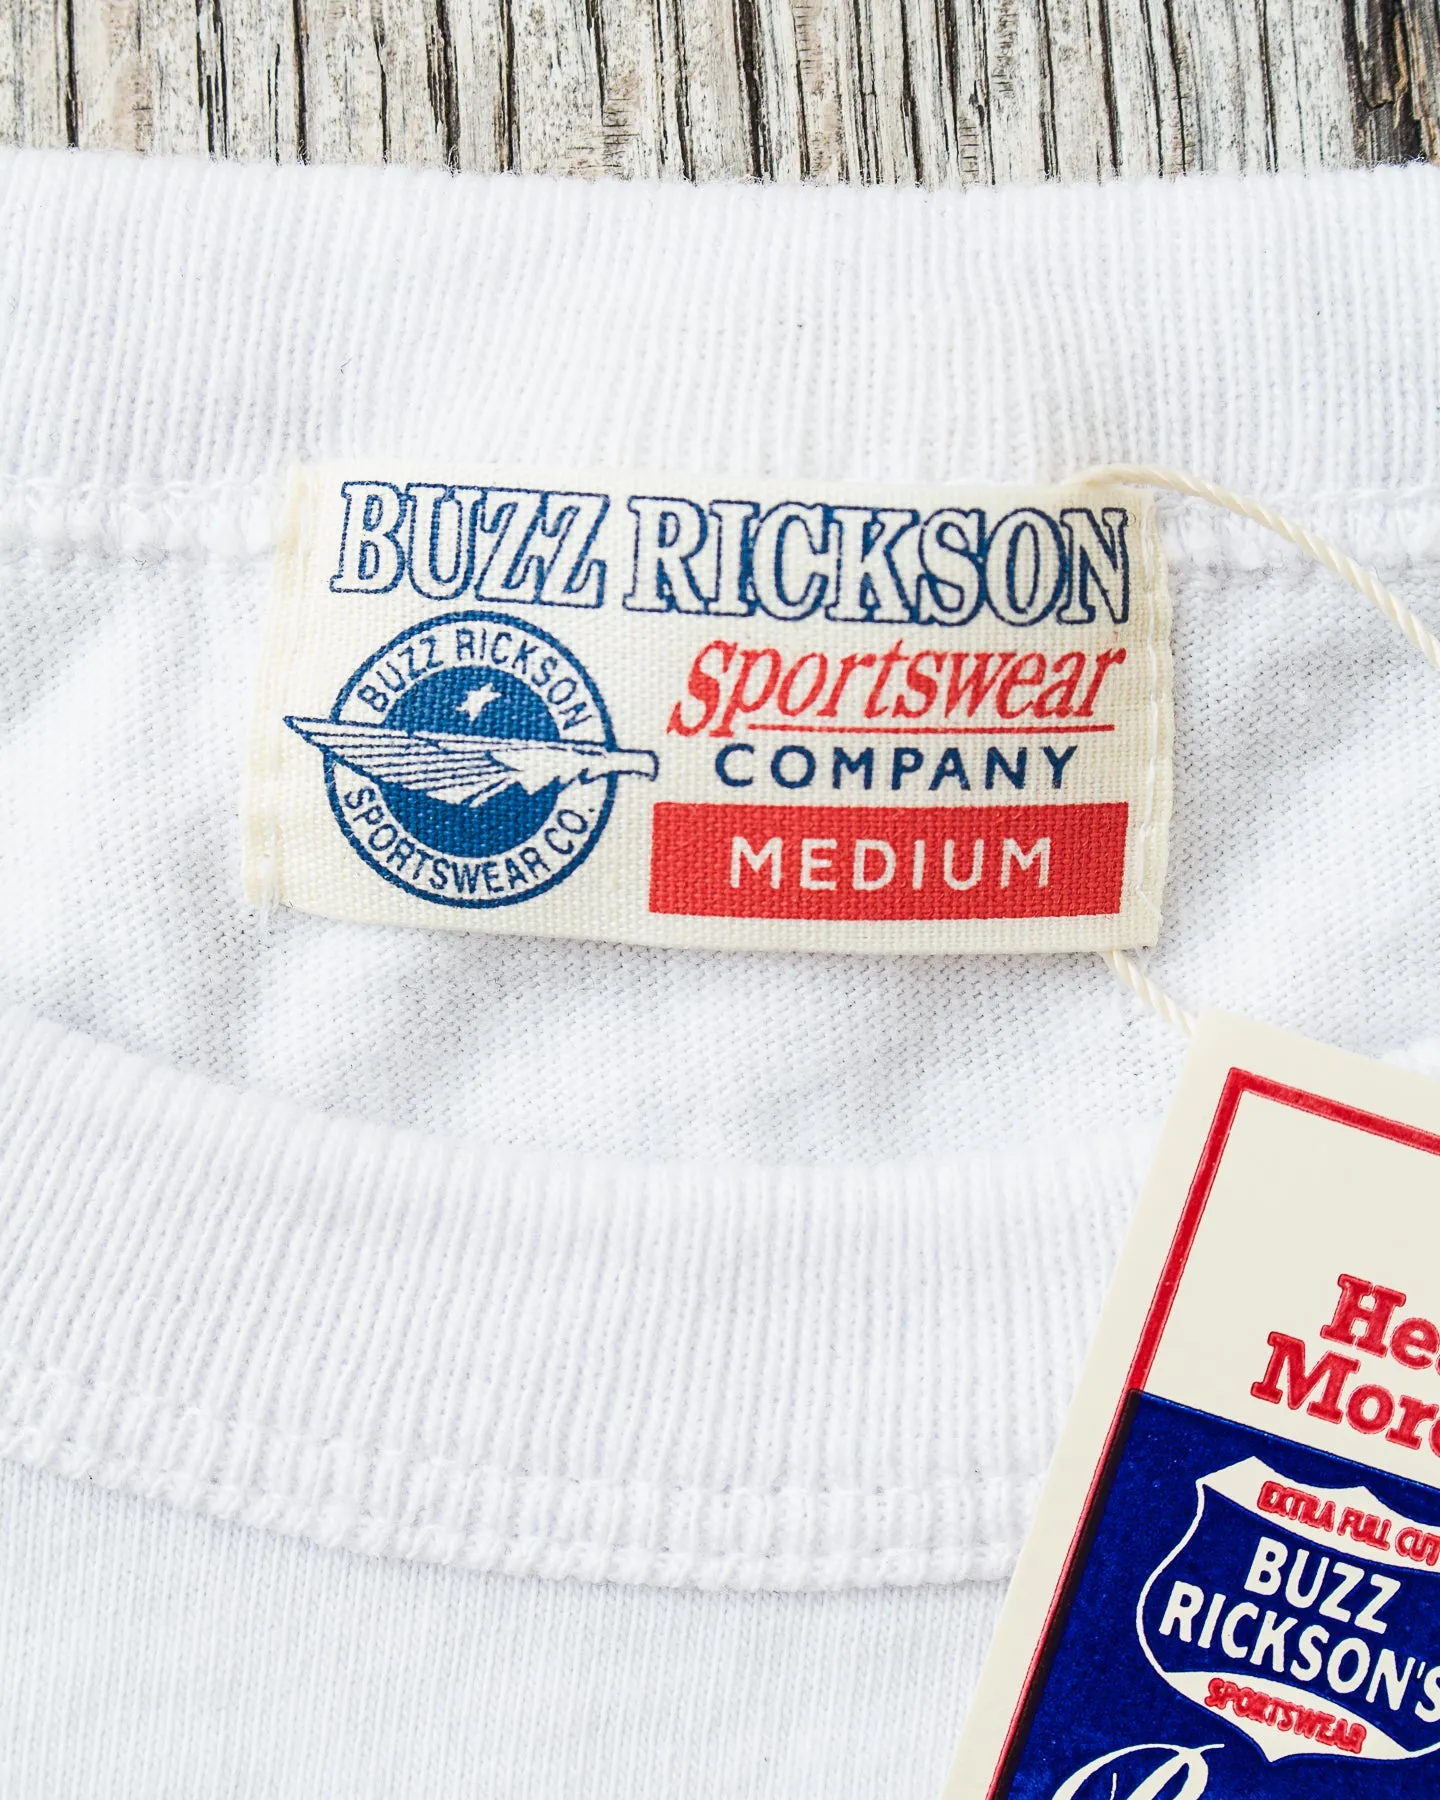 BUZZ RICKSON
BUZZ RICKSON
SPORTSWEAR CO.
Sportswear
COMPANY
MEDIUM
EXTRA FULL CUT
BUZZ
RICKSON'S
SPORTSWEAR